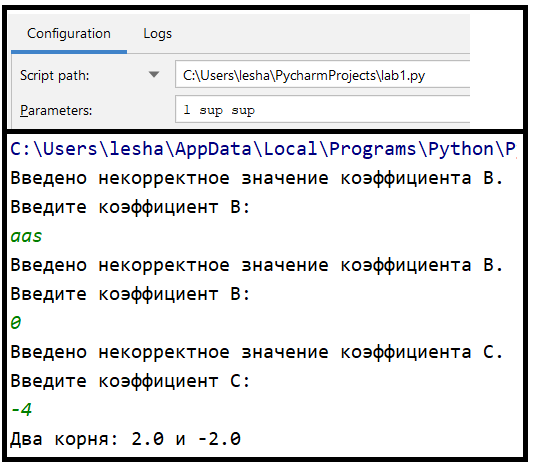 Configuration Logs
Script path: C:\Users\lesha\PycharmProjects\lab1.py
Parameters: 1 sup sup
C:\Users\lesha\AppData\Local\Programs\Python\P
Введено некорректное значение коэффициента B.
Введите коэффициент B:
aas
Введено некорректное значение коэффициента B.
Введите коэффициент B:
0
Введено некорректное значение коэффициента C.
Введите коэффициент C:
-4
Два корня: 2.0 и -2.0